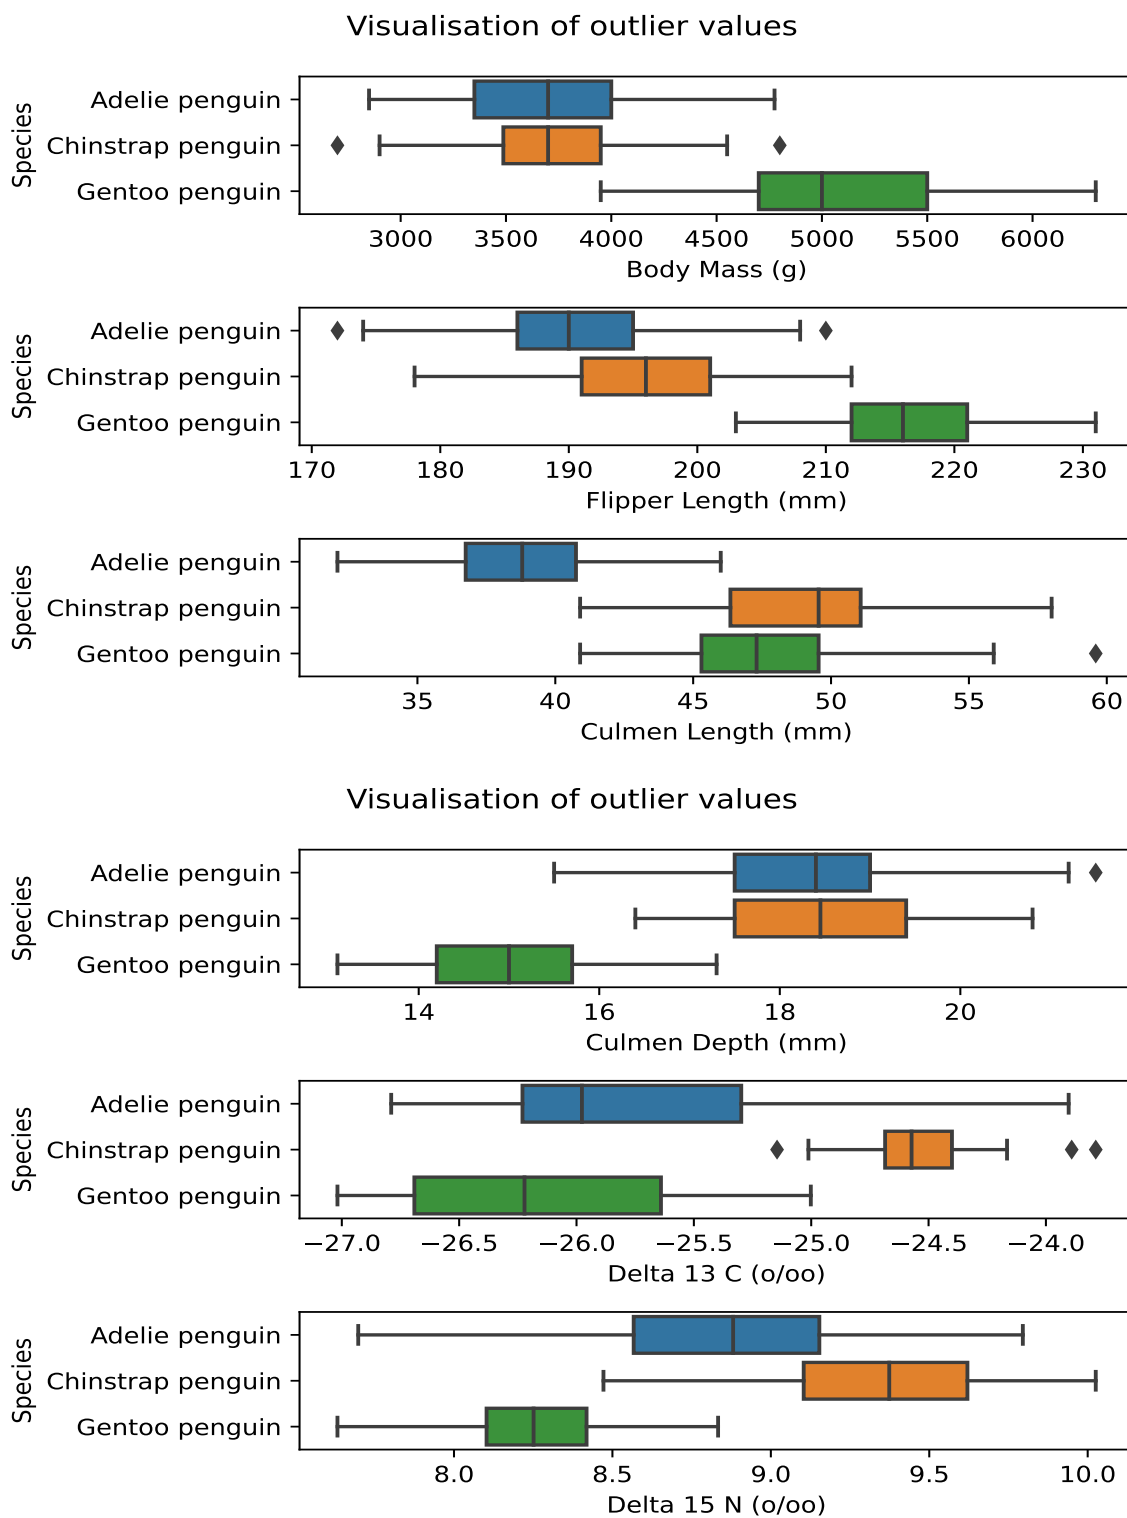 Visualisation of outlier values
Species
Adelie penguin
Chinstrap penguin
Gentoo penguin
3000 3500 4000 4500 5000 5500 6000
Body Mass (g)
Species
Adelie penguin
Chinstrap penguin
Gentoo penguin
170 180 190 200 210 220 230
Flipper Length (mm)
Species
Adelie penguin
Chinstrap penguin
Gentoo penguin
35 40 45 50 55 60
Culmen Length (mm)
Visualisation of outlier values
Species
Adelie penguin
Chinstrap penguin
Gentoo penguin
14 16 18 20
Culmen Depth (mm)
Species
Adelie penguin
Chinstrap penguin
Gentoo penguin
−27.0 −26.5 −26.0 −25.5 −25.0 −24.5 −24.0
Delta 13 C (o/oo)
Species
Adelie penguin
Chinstrap penguin
Gentoo penguin
8.0 8.5 9.0 9.5 10.0
Delta 15 N (o/oo)